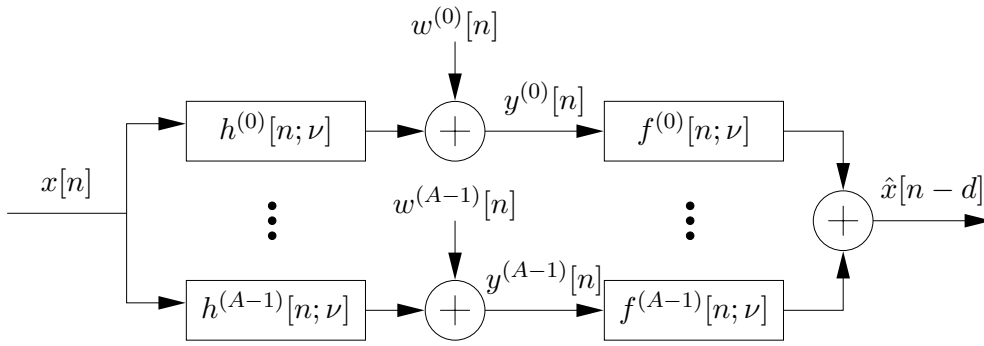 w^{(0)}[n]
h^{(0)}[n; ν]
+
y^{(0)}[n]
f^{(0)}[n; ν]
x[n]
w^{(A−1)}[n]
+
x̂[n − d]
h^{(A−1)}[n; ν]
+
y^{(A−1)}[n]
f^{(A−1)}[n; ν]